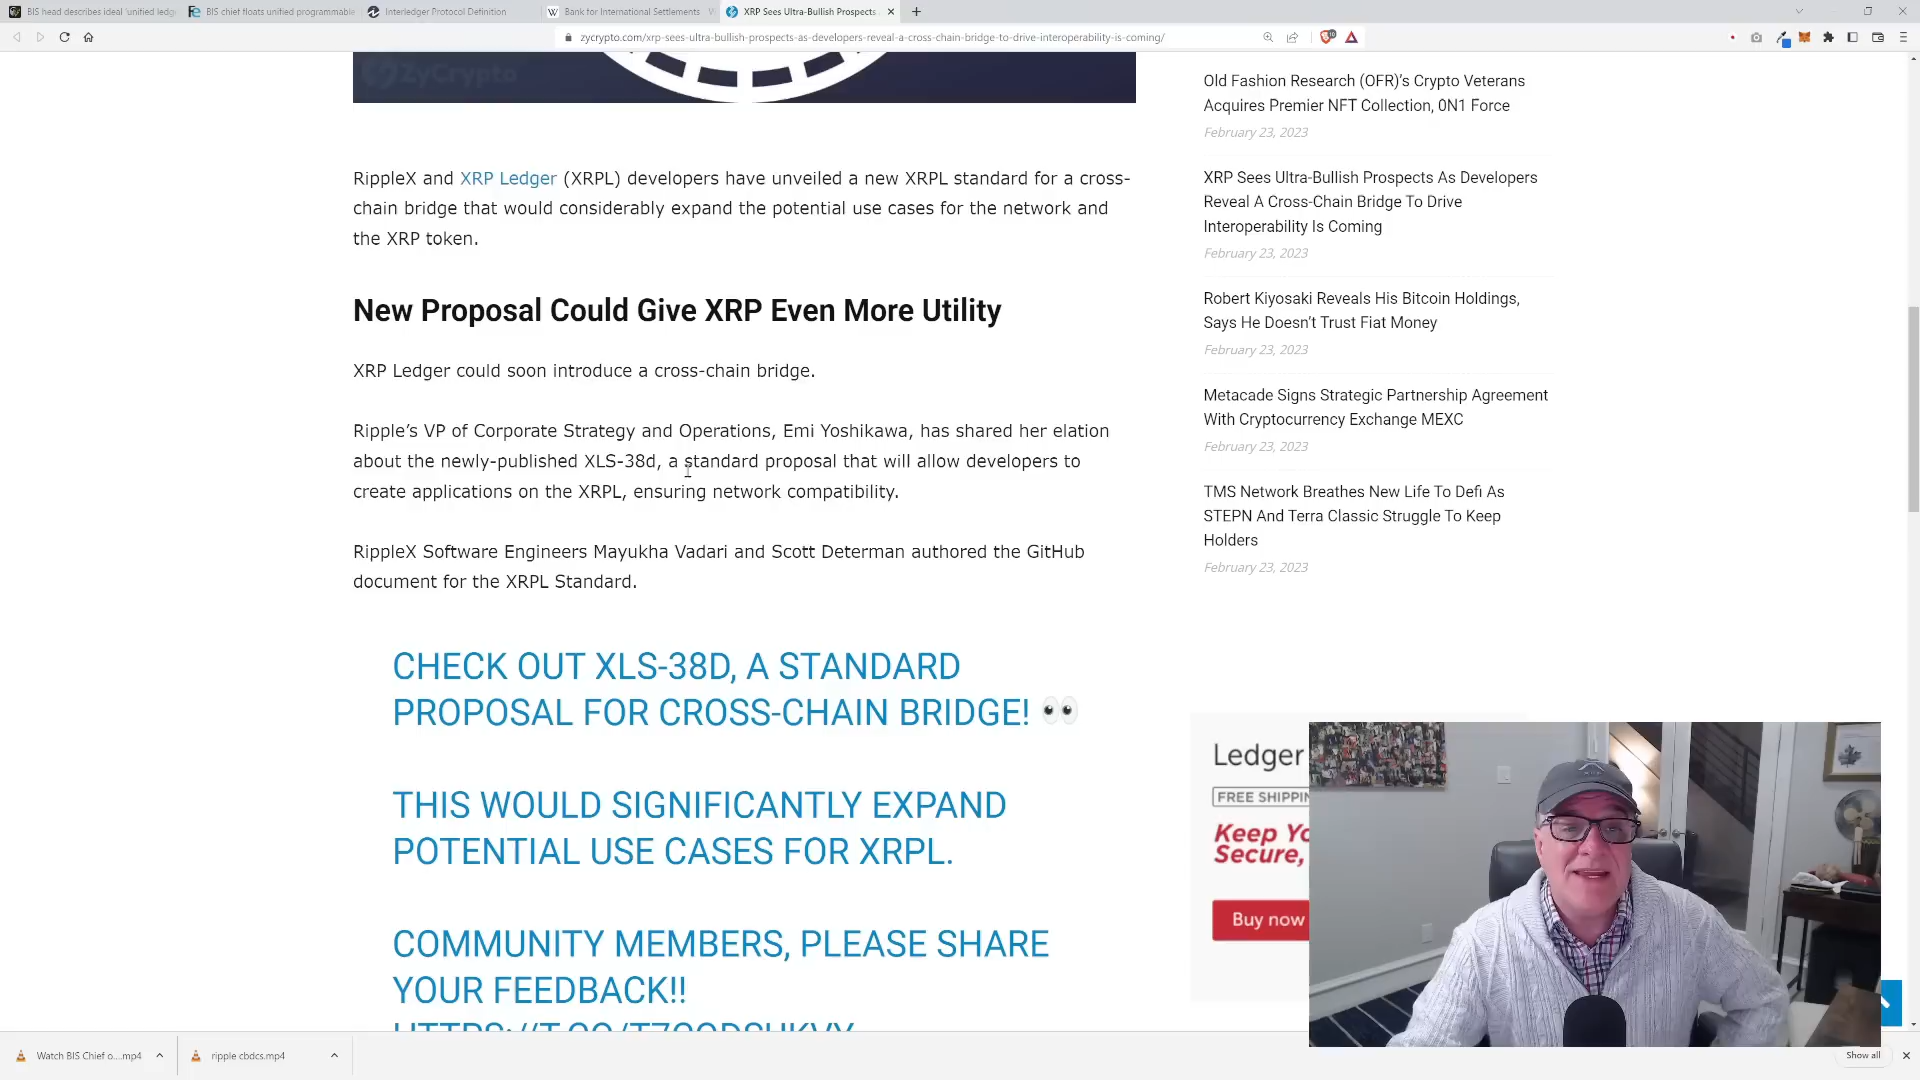 BIS head describes ideal 'unified ledg
BIS chief floats unified programmable
Interledger Protocol Definition
Bank for International Settlements
XRP Sees Ultra-Bullish Prospects
zycrypto.com/xrp-sees-ultra-bullish-prospects-as-developers-reveal-a-cross-chain-bridge-to-drive-interoperability-is-coming/
ZyCrypto
RippleX and XRP Ledger (XRPL) developers have unveiled a new XRPL standard for a cross-
chain bridge that would considerably expand the potential use cases for the network and
the XRP token.
New Proposal Could Give XRP Even More Utility
XRP Ledger could soon introduce a cross-chain bridge.
Ripple's VP of Corporate Strategy and Operations, Emi Yoshikawa, has shared her elation
about the newly-published XLS-38d, a standard proposal that will allow developers to
create applications on the XRPL, ensuring network compatibility.
RippleX Software Engineers Mayukha Vadari and Scott Determan authored the GitHub
document for the XRPL Standard.
CHECK OUT XLS-38D, A STANDARD
PROPOSAL FOR CROSS-CHAIN BRIDGE! 👀
THIS WOULD SIGNIFICANTLY EXPAND
POTENTIAL USE CASES FOR XRPL.
COMMUNITY MEMBERS, PLEASE SHARE
YOUR FEEDBACK!!
Old Fashion Research (OFR)'s Crypto Veterans
Acquires Premier NFT Collection, 0N1 Force
February 23, 2023
XRP Sees Ultra-Bullish Prospects As Developers
Reveal A Cross-Chain Bridge To Drive
Interoperability Is Coming
February 23, 2023
Robert Kiyosaki Reveals His Bitcoin Holdings,
Says He Doesn't Trust Fiat Money
February 23, 2023
Metacade Signs Strategic Partnership Agreement
With Cryptocurrency Exchange MEXC
February 23, 2023
TMS Network Breathes New Life To Defi As
STEPN And Terra Classic Struggle To Keep
Holders
February 23, 2023
Ledger
FREE SHIPPIN
Keep Yo
Secure,
Buy now
Watch BIS Chief o....mp4
ripple cbdcs.mp4
Show all